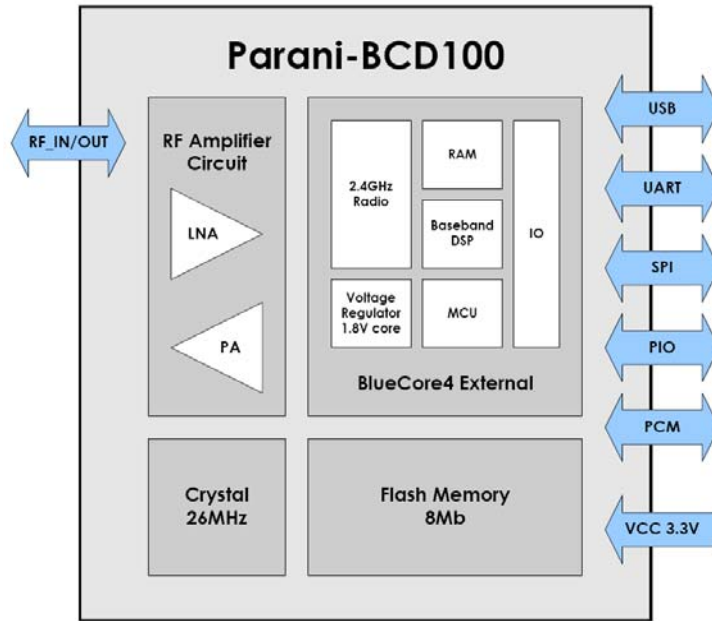 Parani-BCD100
RF_IN/OUT
RF Amplifier
Circuit
LNA
PA
2.4GHz
Radio
RAM
Baseband
DSP
IO
Voltage
Regulator
1.8V core
MCU
BlueCore4 External
Crystal
26MHz
Flash Memory
8Mb
USB
UART
SPI
PIO
PCM
VCC 3.3V